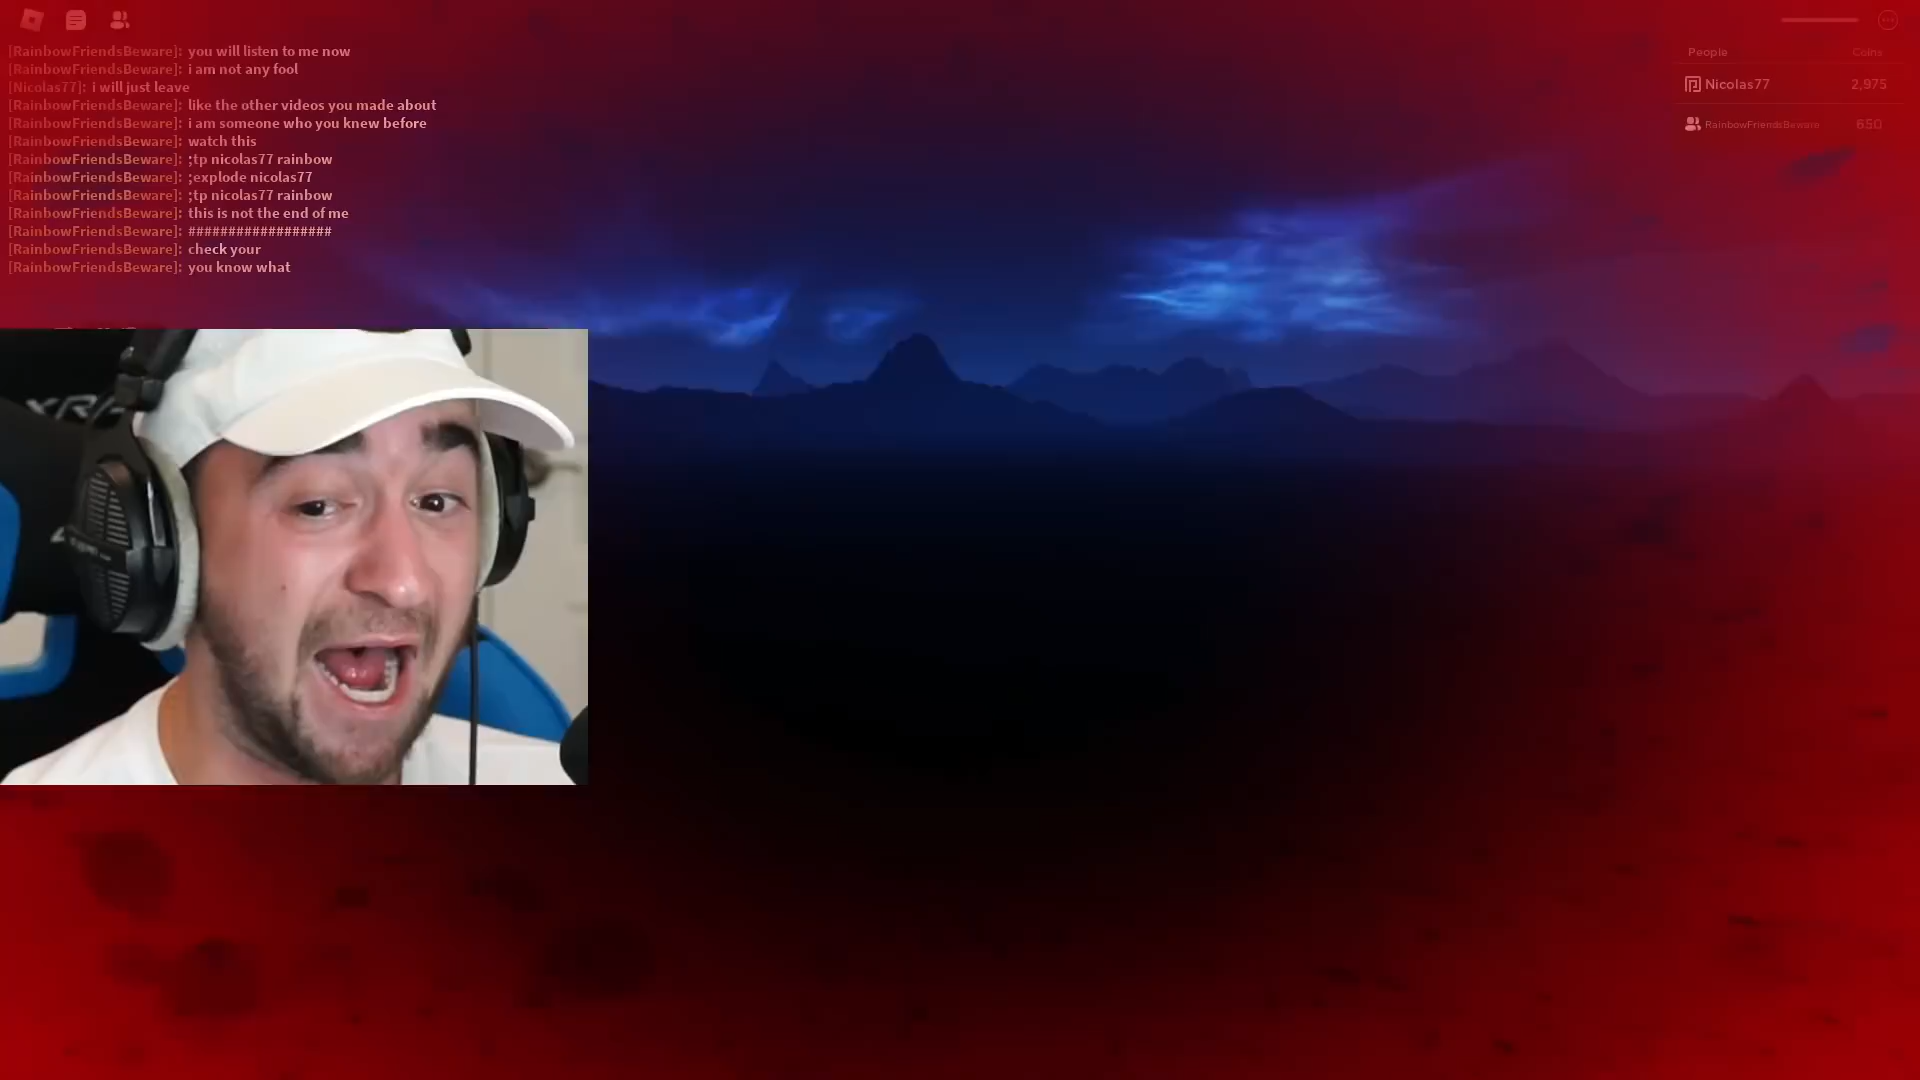 [RainbowFriendsBeware]: you will listen to me now
[RainbowFriendsBeware]: i am not any fool
[Nicolas77]: i will just leave
[RainbowFriendsBeware]: like the other videos you made about
[RainbowFriendsBeware]: i am someone who you knew before
[RainbowFriendsBeware]: watch this
[RainbowFriendsBeware]: ;tp nicolas77 rainbow
[RainbowFriendsBeware]: ;explode nicolas77
[RainbowFriendsBeware]: ;tp nicolas77 rainbow
[RainbowFriendsBeware]: this is not the end of me
[RainbowFriendsBeware]: ##################
[RainbowFriendsBeware]: check your
[RainbowFriendsBeware]: you know what
People Coins
Nicolas77 2,975
RainbowFriendsBeware 650